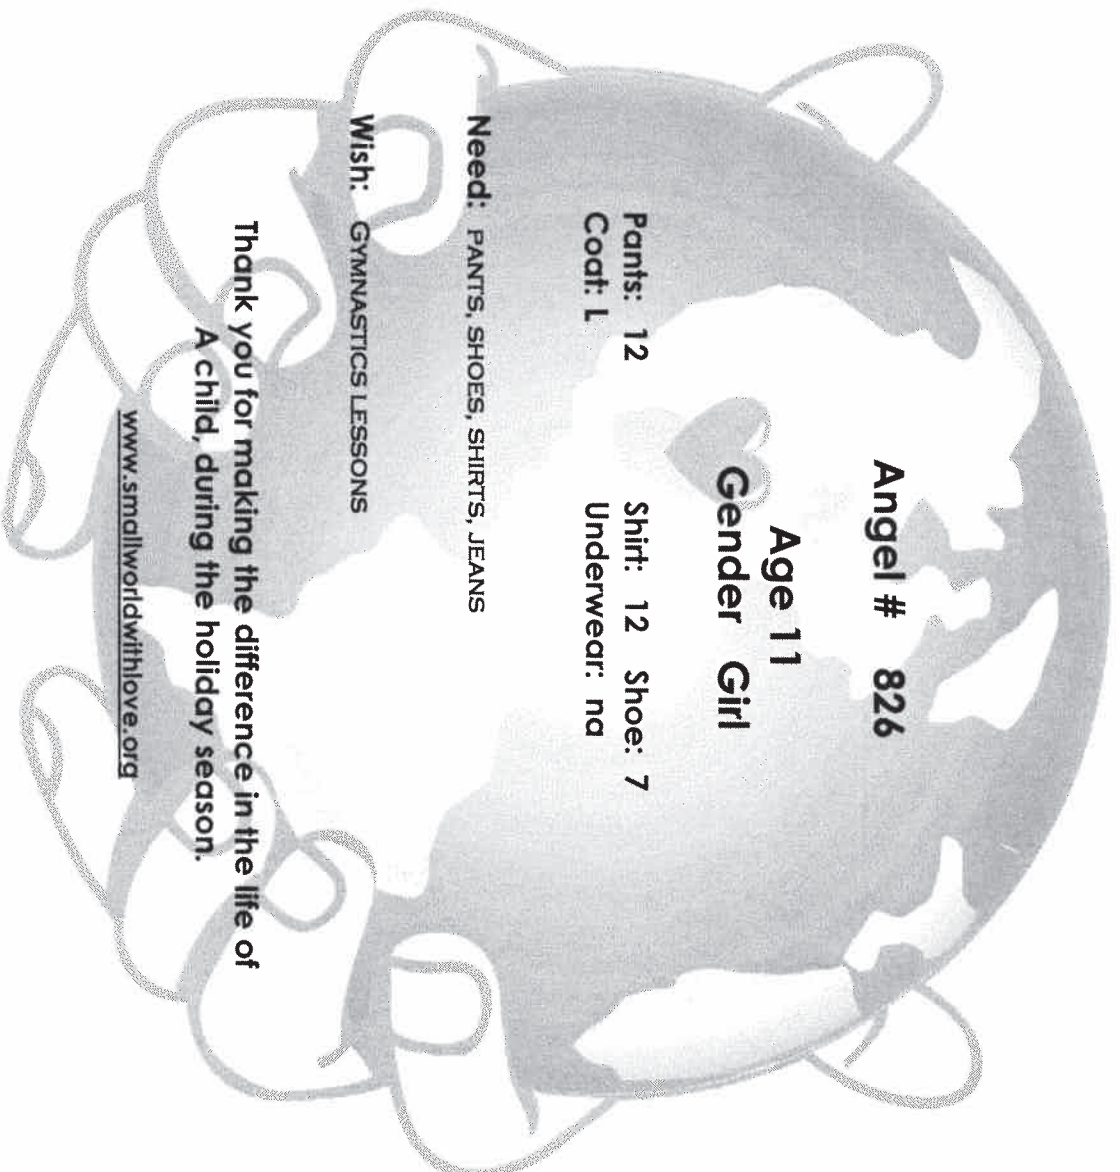 Angel # 826
Age 11
Gender Girl
Pants: 12 Shirt: 12 Shoe: 7
Coat: L Underwear: na
Need: PANTS, SHOES, SHIRTS, JEANS
Wish: GYMNASTICS LESSONS
Thank you for making the difference in the life of
A child, during the holiday season.
www.smallworldwithlove.org